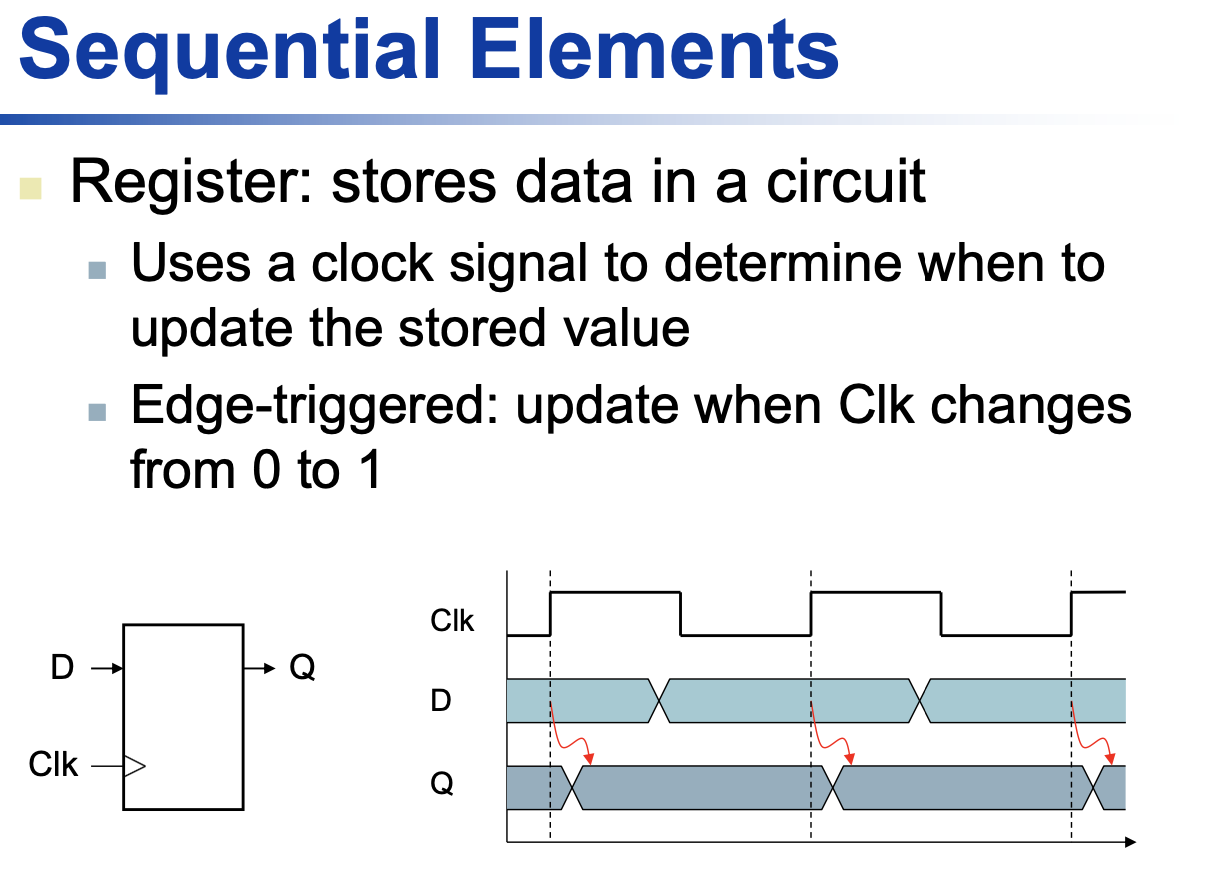 Sequential Elements
Register: stores data in a circuit
Uses a clock signal to determine when to
update the stored value
Edge-triggered: update when Clk changes
from 0 to 1
D
Q
Clk
Clk
D
Q